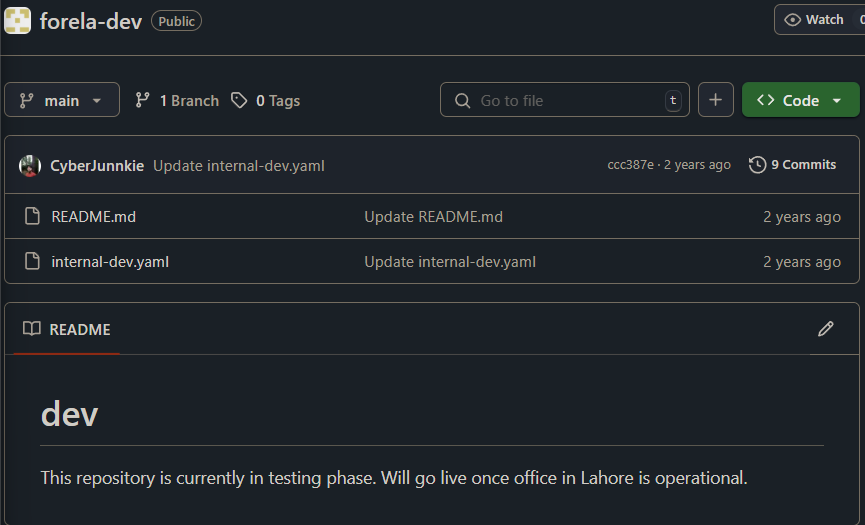 forela-dev Public Watch 0
main 1 Branch 0 Tags Go to file t Code
CyberJunnkie Update internal-dev.yaml ccc387e · 2 years ago 9 Commits
README.md Update README.md 2 years ago
internal-dev.yaml Update internal-dev.yaml 2 years ago
README
dev
This repository is currently in testing phase. Will go live once office in Lahore is operational.